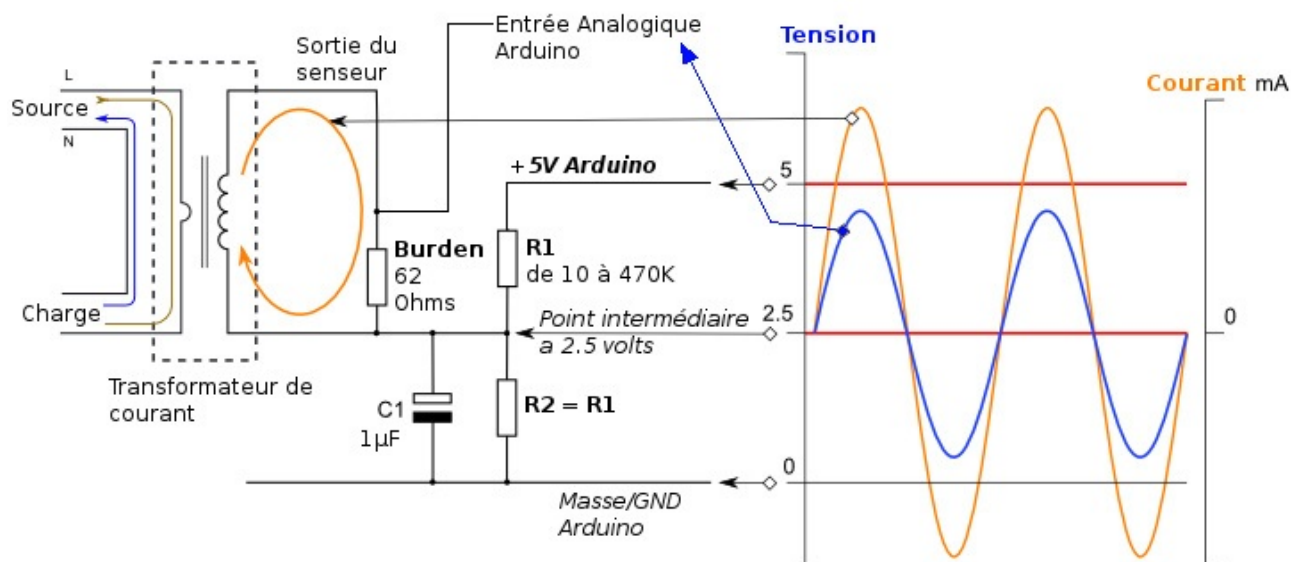 Entrée Analogique
Arduino
Tension
Sortie du
senseur
Courant mA
L
Source
N
+5V Arduino
5
Burden
62
Ohms
R1
de 10 à 470K
Charge
Point intermédiaire
a 2.5 volts
2.5
0
Transformateur de
courant
C1
1µF
R2 = R1
0
Masse/GND
Arduino